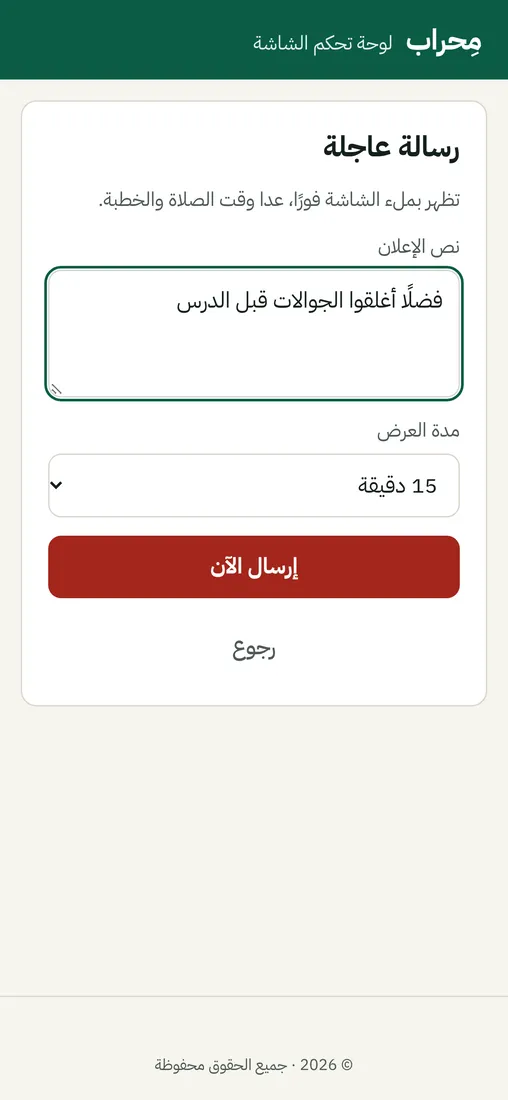 مِحراب لوحة تحكم الشاشة
رسالة عاجلة
تظهر بملء الشاشة فورًا، عدا وقت الصلاة والخطبة.
نص الإعلان
فضلًا أغلقوا الجوالات قبل الدرس
مدة العرض
15 دقيقة
إرسال الآن
رجوع
© 2026 · جميع الحقوق محفوظة